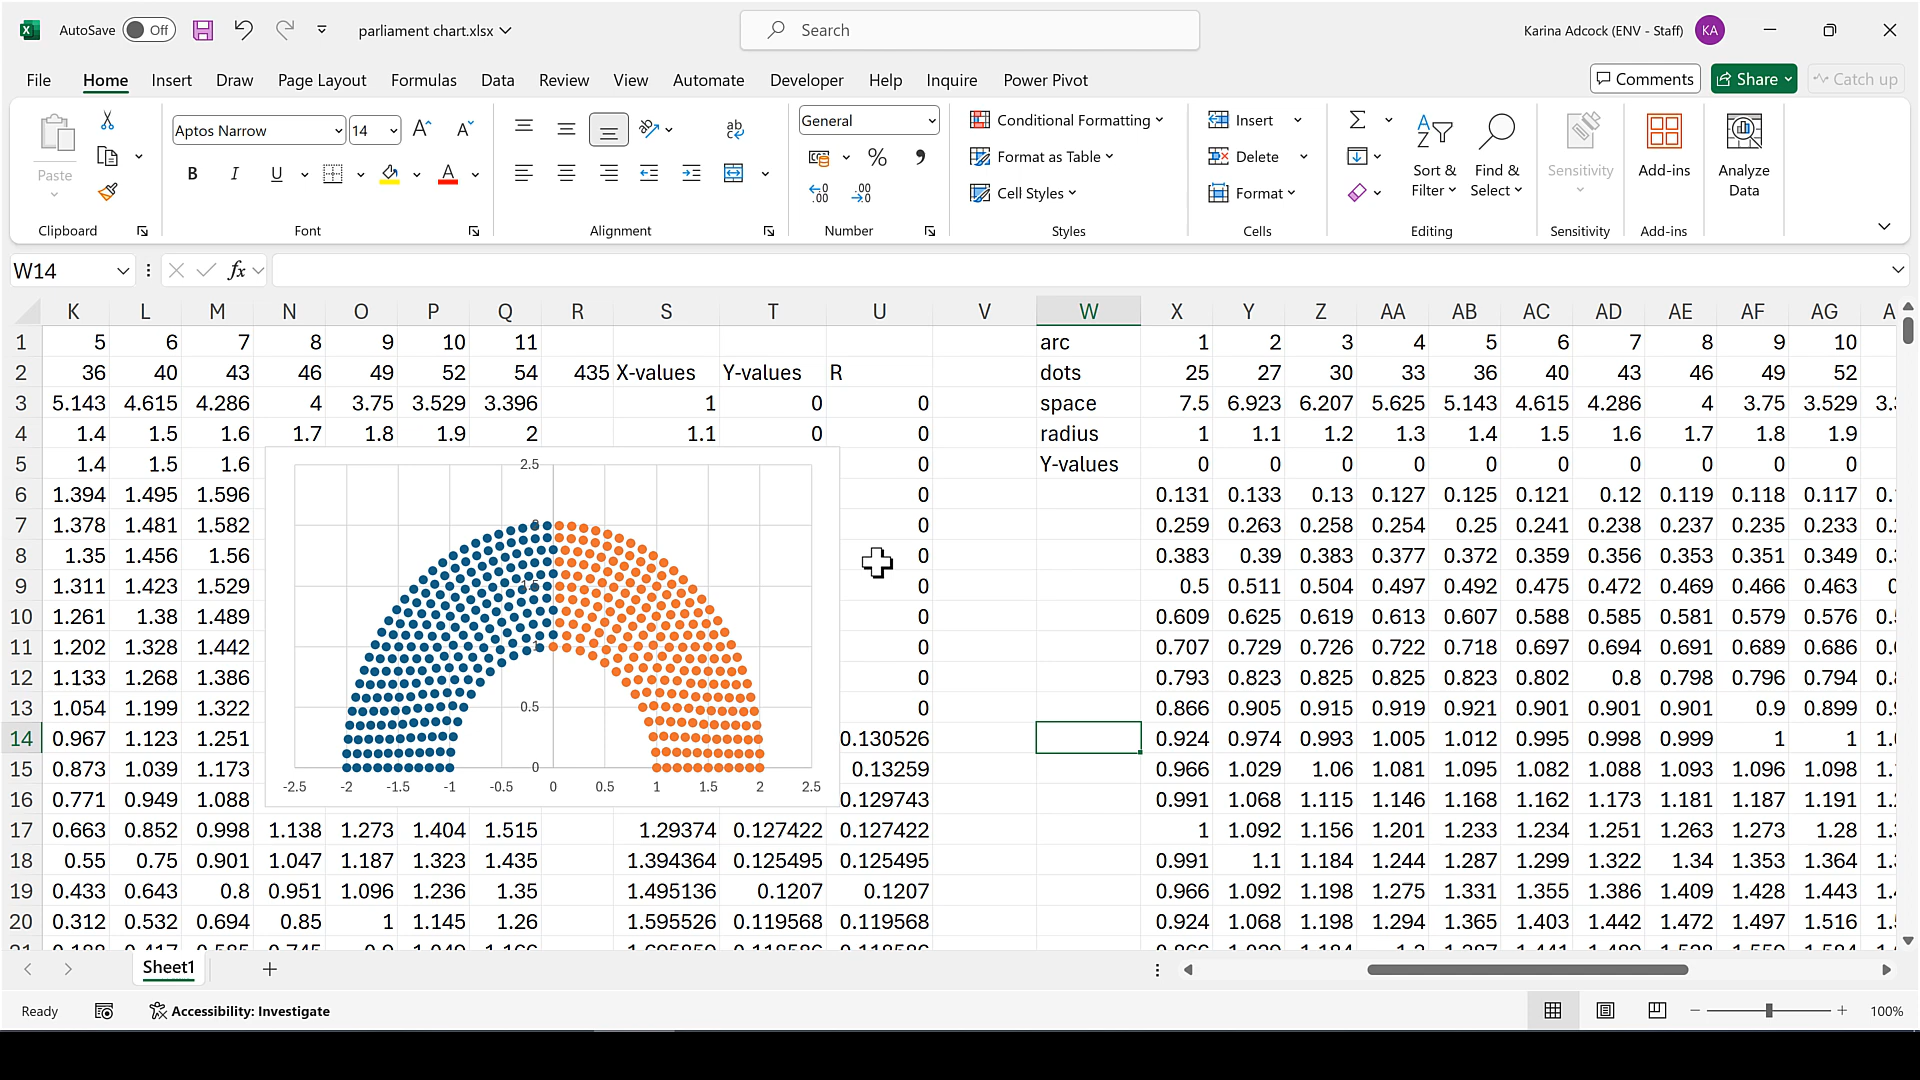 AutoSave Off parliament chart.xlsx Search Karina Adcock (ENV - Staff) KA
File Home Insert Draw Page Layout Formulas Data Review View Automate Developer Help Inquire Power Pivot Comments Share Catch up
Paste Aptos Narrow 14 General Conditional Formatting Format as Table Cell Styles Insert Delete Format Sort & Filter Find & Select Sensitivity Add-ins Analyze Data
Clipboard Font Alignment Number Styles Cells Editing Sensitivity Add-ins
W14 fx
K L M N O P Q R S T U V W X Y Z AA AB AC AD AE AF AG A
1 5 6 7 8 9 10 11 arc 1 2 3 4 5 6 7 8 9 10
2 36 40 43 46 49 52 54 435 X-values Y-values R dots 25 27 30 33 36 40 43 46 49 52
3 5.143 4.615 4.286 4 3.75 3.529 3.396 1 0 0 space 7.5 6.923 6.207 5.625 5.143 4.615 4.286 4 3.75 3.529
4 1.4 1.5 1.6 1.7 1.8 1.9 2 1.1 0 0 radius 1 1.1 1.2 1.3 1.4 1.5 1.6 1.7 1.8 1.9
5 1.4 1.5 1.6 0 Y-values 0 0 0 0 0 0 0 0 0 0
6 1.394 1.495 1.596 0 0.131 0.133 0.13 0.127 0.125 0.121 0.12 0.119 0.118 0.117
7 1.378 1.481 1.582 0 0.259 0.263 0.258 0.254 0.25 0.241 0.238 0.237 0.235 0.233
8 1.35 1.456 1.56 0 0.383 0.39 0.383 0.377 0.372 0.359 0.356 0.353 0.351 0.349
9 1.311 1.423 1.529 0 0.5 0.511 0.504 0.497 0.492 0.475 0.472 0.469 0.466 0.463
10 1.261 1.38 1.489 0 0.609 0.625 0.619 0.613 0.607 0.588 0.585 0.581 0.579 0.576
11 1.202 1.328 1.442 0 0.707 0.729 0.726 0.722 0.718 0.697 0.694 0.691 0.689 0.686
12 1.133 1.268 1.386 0 0.793 0.823 0.825 0.825 0.823 0.802 0.8 0.798 0.796 0.794
13 1.054 1.199 1.322 0 0.866 0.905 0.915 0.919 0.921 0.901 0.901 0.901 0.9 0.899
14 0.967 1.123 1.251 0.130526 0.924 0.974 0.993 1.005 1.012 0.995 0.998 0.999 1 1
15 0.873 1.039 1.173 0.13259 0.966 1.029 1.06 1.081 1.095 1.082 1.088 1.093 1.096 1.098
16 0.771 0.949 1.088 0.129743 0.991 1.068 1.115 1.146 1.168 1.162 1.173 1.181 1.187 1.191
17 0.663 0.852 0.998 1.138 1.273 1.404 1.515 1.29374 0.127422 0.127422 1 1.092 1.156 1.201 1.233 1.234 1.251 1.263 1.273 1.28
18 0.55 0.75 0.901 1.047 1.187 1.323 1.435 1.394364 0.125495 0.125495 0.991 1.1 1.184 1.244 1.287 1.299 1.322 1.34 1.353 1.364
19 0.433 0.643 0.8 0.951 1.096 1.236 1.35 1.495136 0.1207 0.1207 0.966 1.092 1.198 1.275 1.331 1.355 1.386 1.409 1.428 1.443
20 0.312 0.532 0.694 0.85 1 1.145 1.26 1.595526 0.119568 0.119568 0.924 1.068 1.198 1.294 1.365 1.403 1.442 1.472 1.497 1.516
2.5
2
1.5
1
0.5
0
-2.5 -2 -1.5 -1 -0.5 0 0.5 1 1.5 2 2.5
Sheet1
Ready Accessibility: Investigate 100%